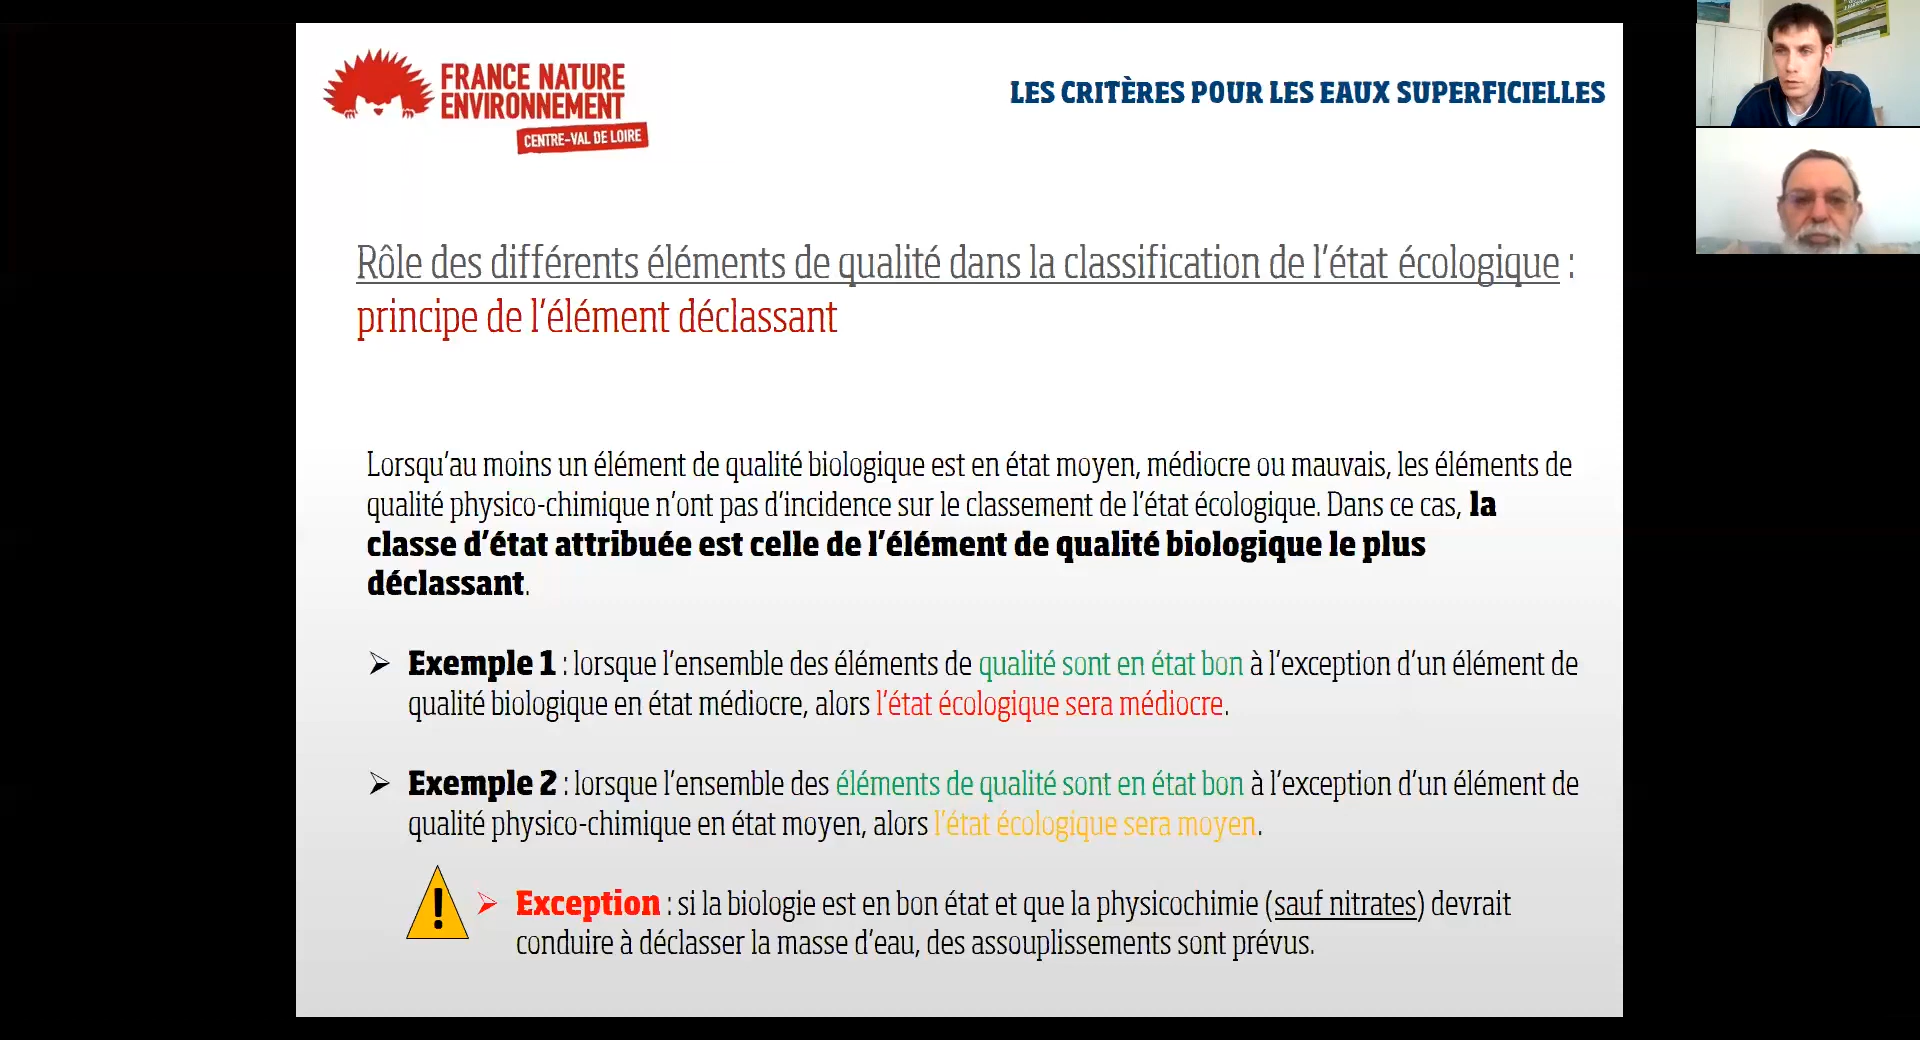 FRANCE NATURE
ENVIRONNEMENT
CENTRE-VAL DE LOIRE
LES CRITÈRES POUR LES EAUX SUPERFICIELLES
Rôle des différents éléments de qualité dans la classification de l'état écologique :
principe de l'élément déclassant
Lorsqu'au moins un élément de qualité biologique est en état moyen, médiocre ou mauvais, les éléments de
qualité physico-chimique n'ont pas d'incidence sur le classement de l'état écologique. Dans ce cas, la
classe d'état attribuée est celle de l'élément de qualité biologique le plus
déclassant.
➢ Exemple 1 : lorsque l'ensemble des éléments de qualité sont en état bon à l'exception d'un élément de
qualité biologique en état médiocre, alors l'état écologique sera médiocre.
➢ Exemple 2 : lorsque l'ensemble des éléments de qualité sont en état bon à l'exception d'un élément de
qualité physico-chimique en état moyen, alors l'état écologique sera moyen.
! ➢ Exception : si la biologie est en bon état et que la physicochimie (sauf nitrates) devrait
conduire à déclasser la masse d'eau, des assouplissements sont prévus.